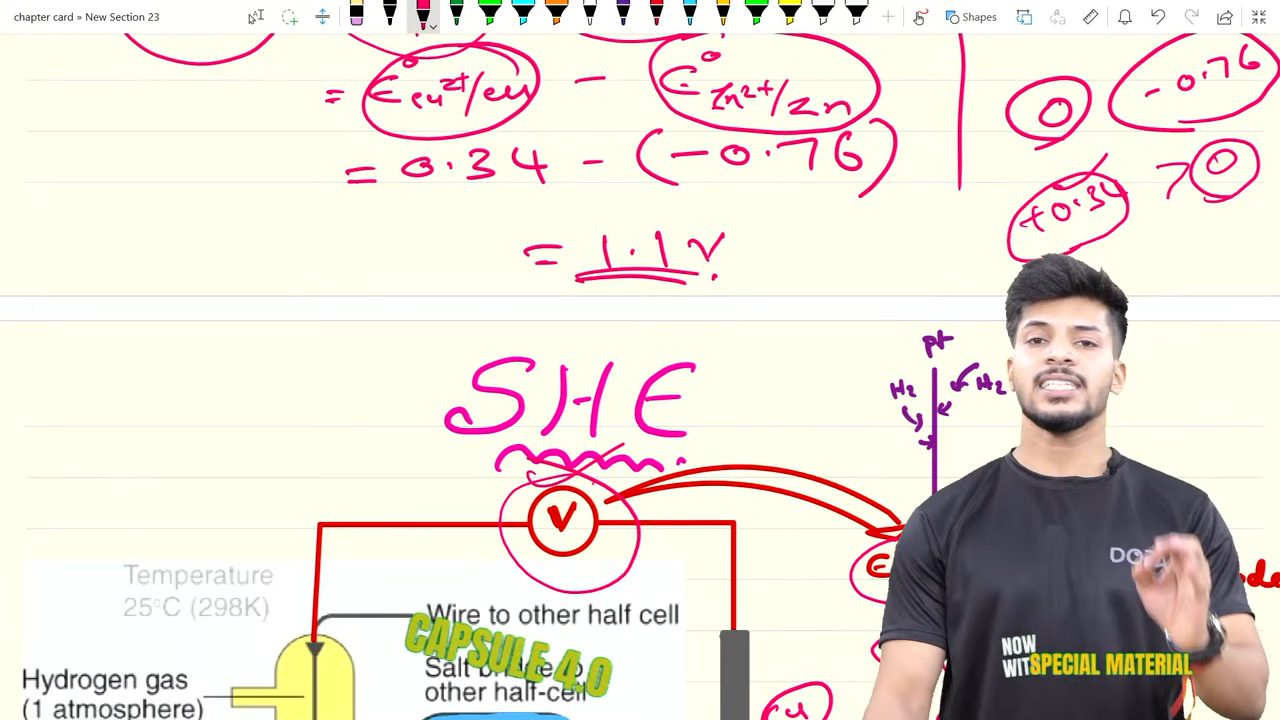 chapter card » New Section 23
Shapes
= E°Cu²⁺/Cu − E°Zn²⁺/Zn
= 0.34 − (−0.76)
= 1.1 V
0
-0.76
+0.34 > 0
SHE
Pt
H₂
H₂
V
Temperature
25°C (298K)
Wire to other half cell
Salt bridge to
other half-cell
Hydrogen gas
(1 atmosphere)
CAPSULE 4.0
Cu
NOW
WIT
SPECIAL MATERIAL